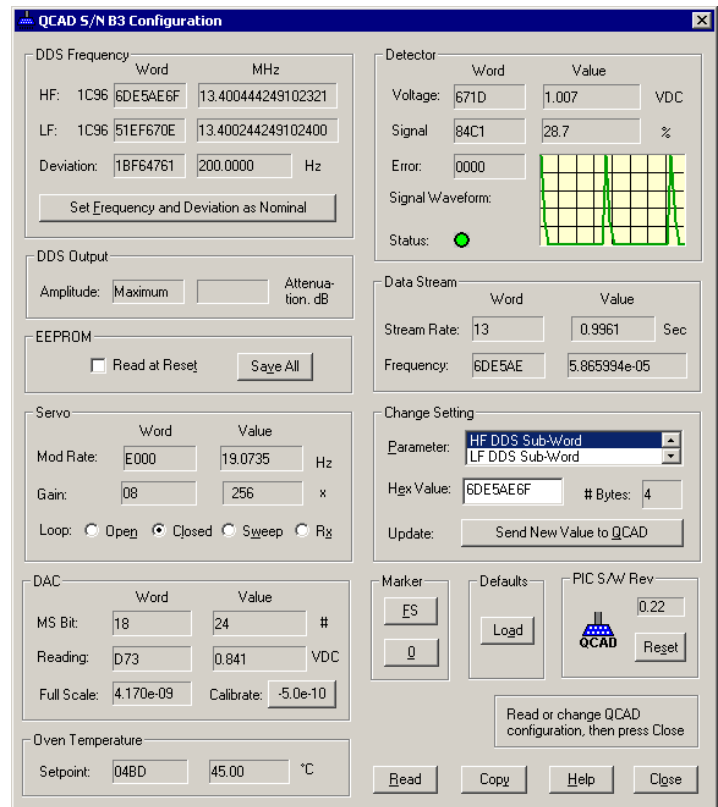 QCAD S/N B3 Configuration
DDS Frequency
Word MHz
HF: 1C96 6DE5AE6F 13.400444249102321
LF: 1C96 51EF670E 13.400244249102400
Deviation: 1BF64761 200.0000 Hz
Set Frequency and Deviation as Nominal
DDS Output
Amplitude: Maximum Attenua-
tion. dB
EEPROM
Read at Reset Save All
Servo
Word Value
Mod Rate: E000 19.0735 Hz
Gain: 08 256 x
Loop: Open Closed Sweep Rx
DAC
Word Value
MS Bit: 18 24 #
Reading: D73 0.841 VDC
Full Scale: 4.170e-09 Calibrate: -5.0e-10
Oven Temperature
Setpoint: 04BD 45.00 °C
Detector
Word Value
Voltage: 671D 1.007 VDC
Signal 84C1 28.7 %
Error: 0000
Signal Waveform:
Status:
Data Stream
Word Value
Stream Rate: 13 0.9961 Sec
Frequency: 6DE5AE 5.865994e-05
Change Setting
Parameter: HF DDS Sub-Word
LF DDS Sub-Word
Hex Value: 6DE5AE6F # Bytes: 4
Update: Send New Value to QCAD
Marker
FS
0
Defaults
Load
PIC S/W Rev
0.22
QCAD
Reset
Read or change QCAD
configuration, then press Close
Read Copy Help Close